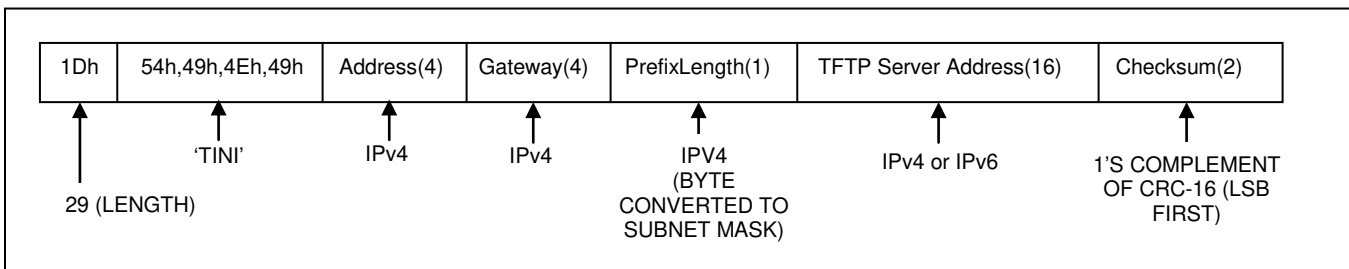 1Dh
54h,49h,4Eh,49h
Address(4)
Gateway(4)
PrefixLength(1)
TFTP Server Address(16)
Checksum(2)
29 (LENGTH)
‘TINI’
IPv4
IPv4
IPV4
(BYTE
CONVERTED TO
SUBNET MASK)
IPv4 or IPv6
1’S COMPLEMENT
OF CRC-16 (LSB
FIRST)